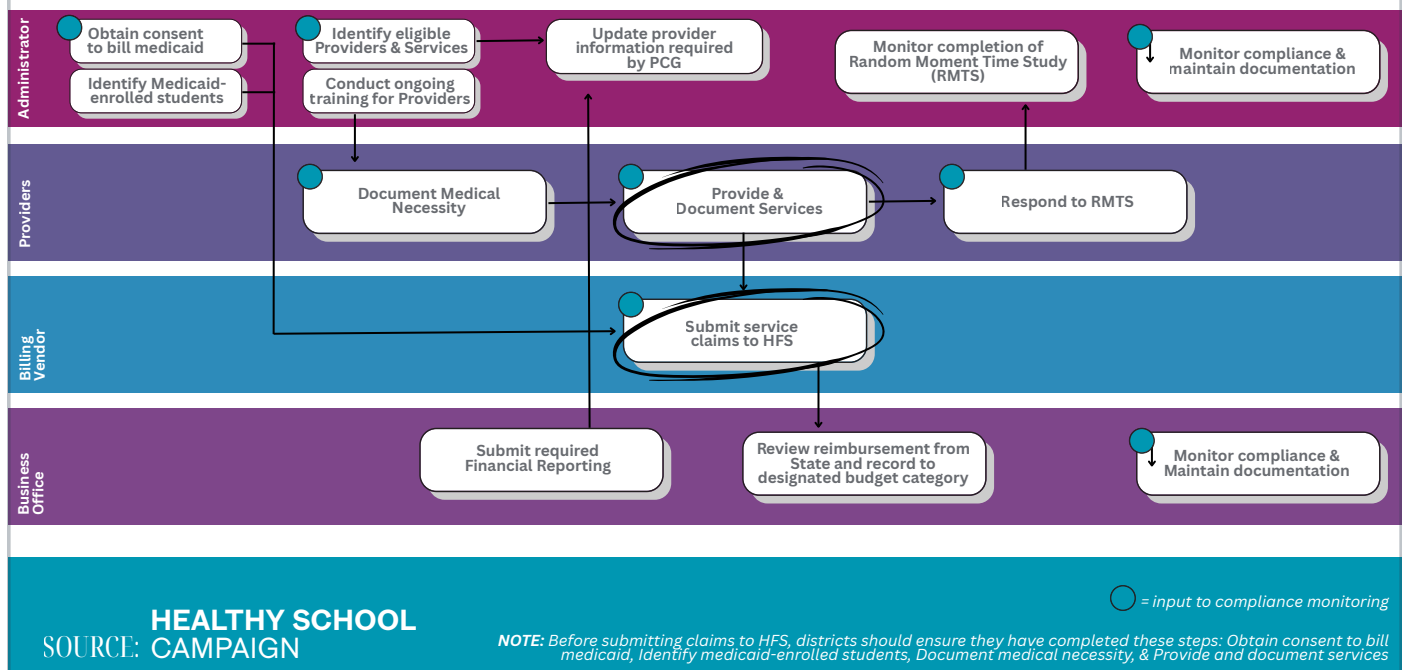 Administrator
Obtain consent
to bill medicaid
Identify Medicaid-
enrolled students
Identify eligible
Providers & Services
Conduct ongoing
training for Providers
Update provider
information required
by PCG
Monitor completion of
Random Moment Time Study
(RMTS)
Monitor compliance &
maintain documentation
Providers
Document Medical
Necessity
Provide &
Document Services
Respond to RMTS
Billing
Vendor
Submit service
claims to HFS
Business
Office
Submit required
Financial Reporting
Review reimbursement from
State and record to
designated budget category
Monitor compliance &
Maintain documentation
= input to compliance monitoring
SOURCE: HEALTHY SCHOOL
CAMPAIGN
NOTE: Before submitting claims to HFS, districts should ensure they have completed these steps: Obtain consent to bill
medicaid, Identify medicaid-enrolled students, Document medical necessity, & Provide and document services